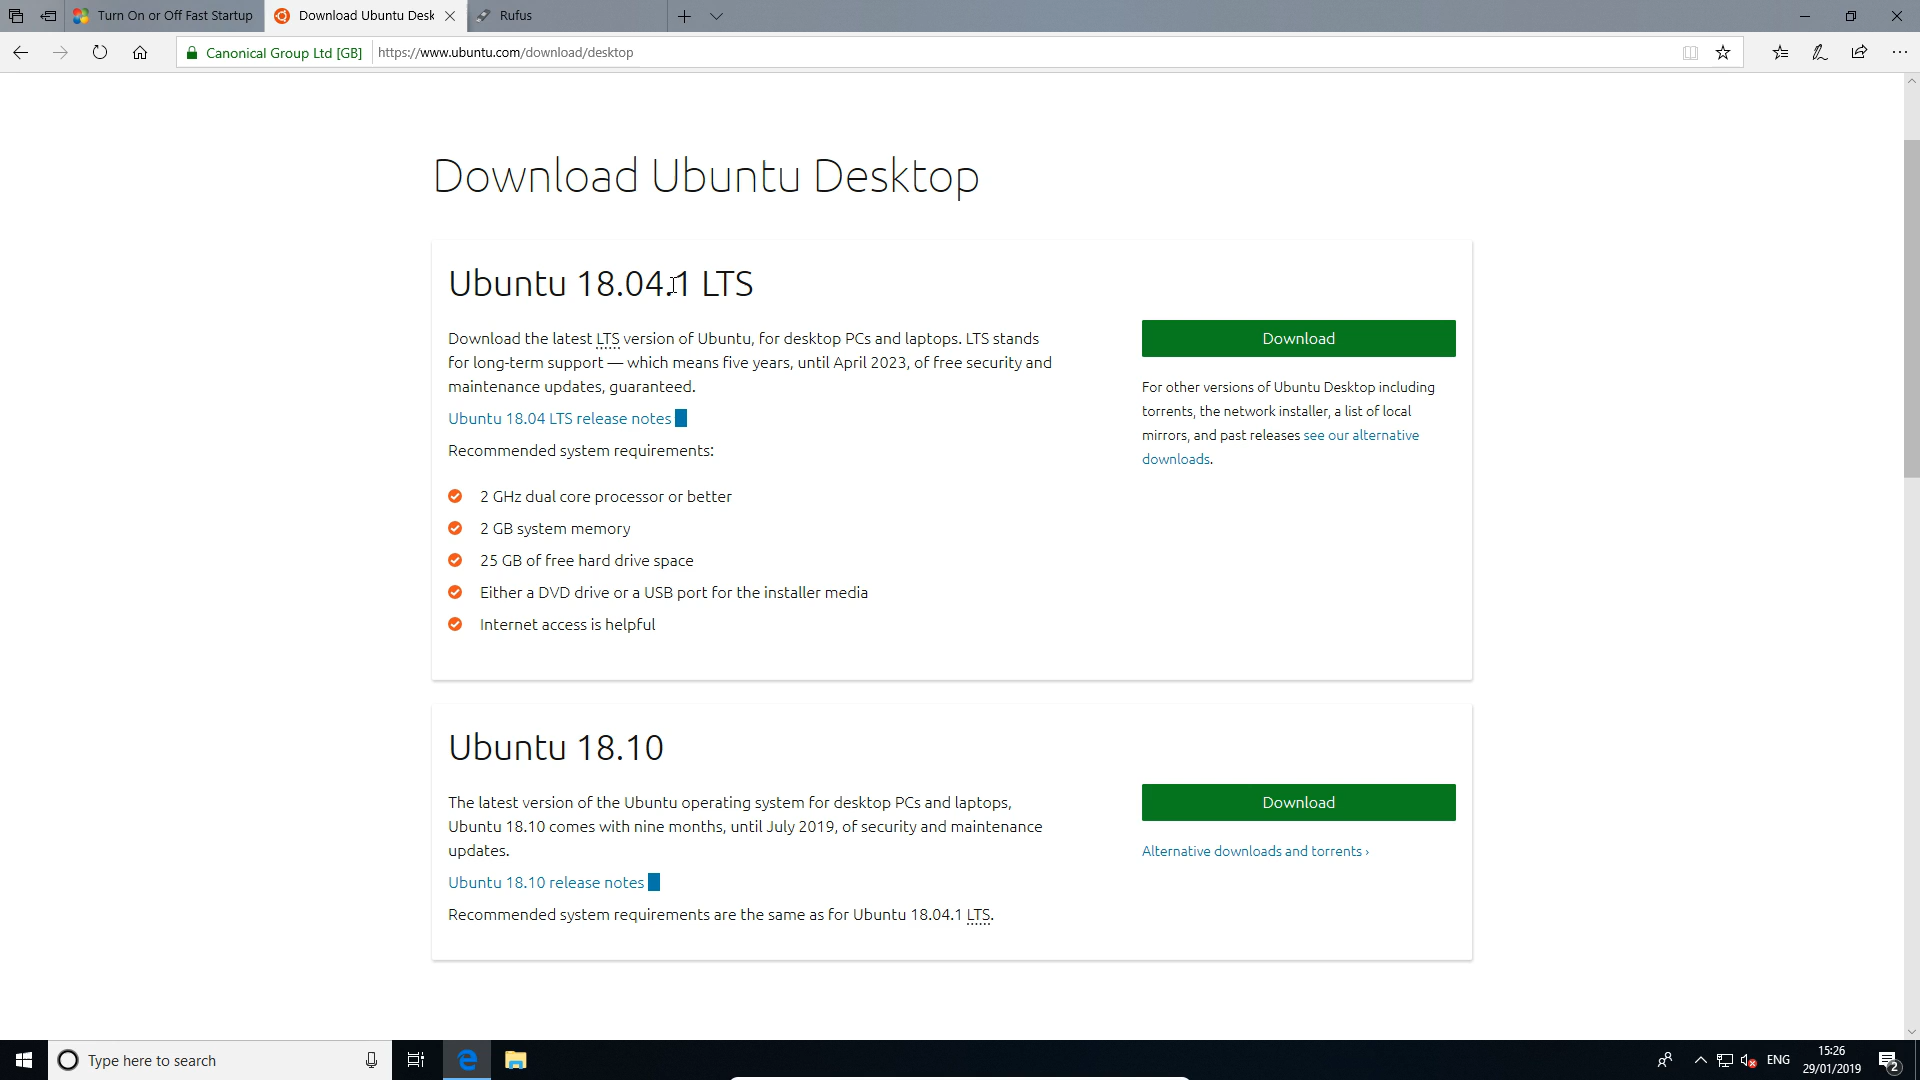 Turn On or Off Fast Startup
Download Ubuntu Desk
Rufus
Canonical Group Ltd [GB]
https://www.ubuntu.com/download/desktop
Download Ubuntu Desktop
Ubuntu 18.04.1 LTS
Download the latest LTS version of Ubuntu, for desktop PCs and laptops. LTS stands
for long-term support — which means five years, until April 2023, of free security and
maintenance updates, guaranteed.
Ubuntu 18.04 LTS release notes
Recommended system requirements:
2 GHz dual core processor or better
2 GB system memory
25 GB of free hard drive space
Either a DVD drive or a USB port for the installer media
Internet access is helpful
Download
For other versions of Ubuntu Desktop including
torrents, the network installer, a list of local
mirrors, and past releases see our alternative
downloads.
Ubuntu 18.10
The latest version of the Ubuntu operating system for desktop PCs and laptops,
Ubuntu 18.10 comes with nine months, until July 2019, of security and maintenance
updates.
Ubuntu 18.10 release notes
Recommended system requirements are the same as for Ubuntu 18.04.1 LTS.
Download
Alternative downloads and torrents ›
Type here to search
ENG
15:26
29/01/2019
2